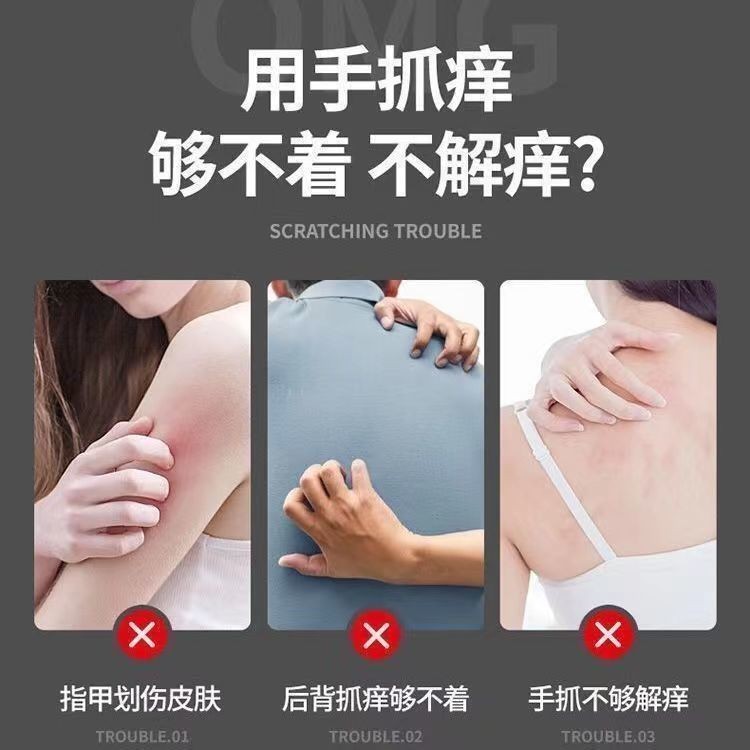 OMG
用手抓痒
够不着 不解痒?
SCRATCHING TROUBLE
指甲划伤皮肤
后背抓痒够不着
手抓不够解痒
TROUBLE.01
TROUBLE.02
TROUBLE.03